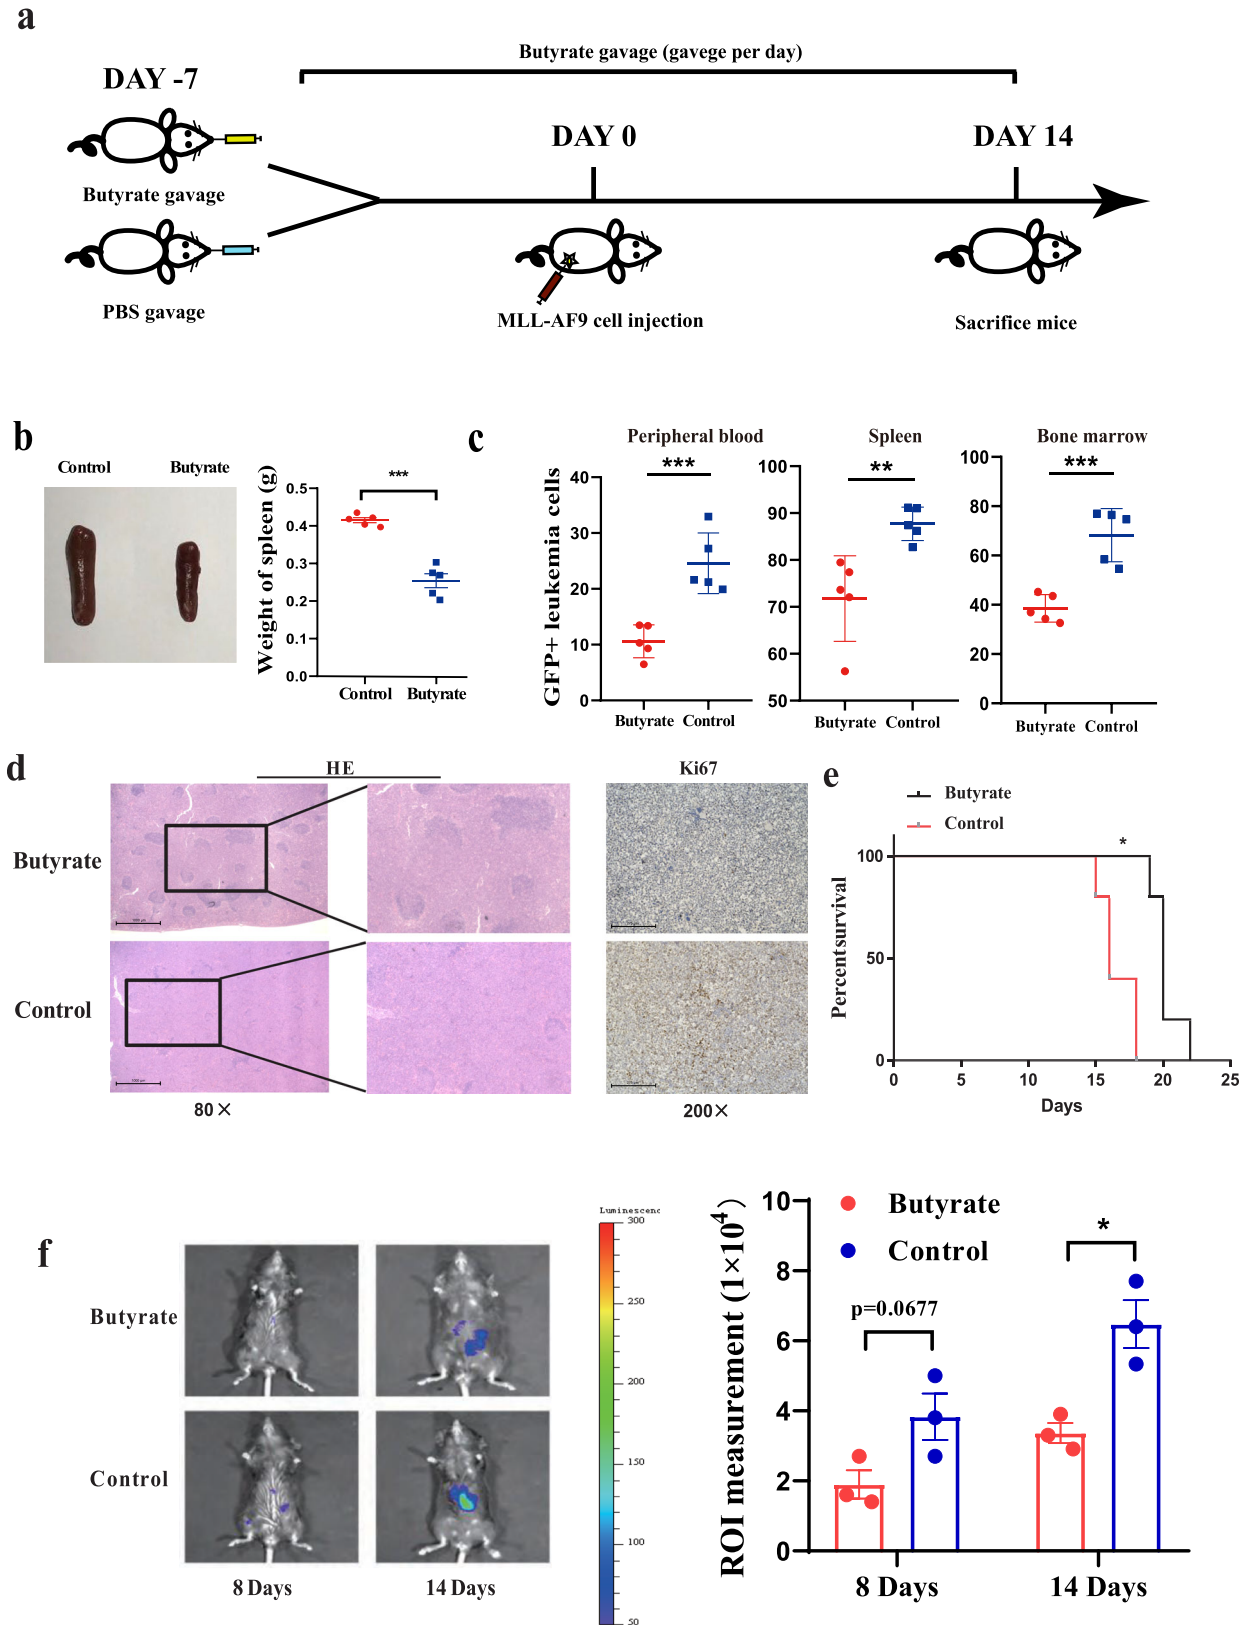 a
Butyrate gavage (gavege per day)
DAY -7
DAY 0
DAY 14
Butyrate gavage
PBS gavage
MLL-AF9 cell injection
Sacrifice mice
b
Control
Butyrate
Weight of spleen (g)
***
0.5
0.4
0.3
0.2
0.1
0.0
Control
Butyrate
c
GFP+ leukemia cells
Peripheral blood
***
40
30
20
10
0
Butyrate Control
Spleen
**
100
90
80
70
60
50
Butyrate Control
Bone marrow
***
100
80
60
40
20
0
Butyrate Control
d
HE
Ki67
Butyrate
Control
80×
200×
e
Butyrate
Control
*
Percent survival
100
50
0
0 5 10 15 20 25
Days
f
Butyrate
Control
8 Days
14 Days
Luminescenc
300
250
200
150
100
50
ROI measurement (1×10⁴)
10
8
6
4
2
0
Butyrate
Control
p=0.0677
*
8 Days
14 Days